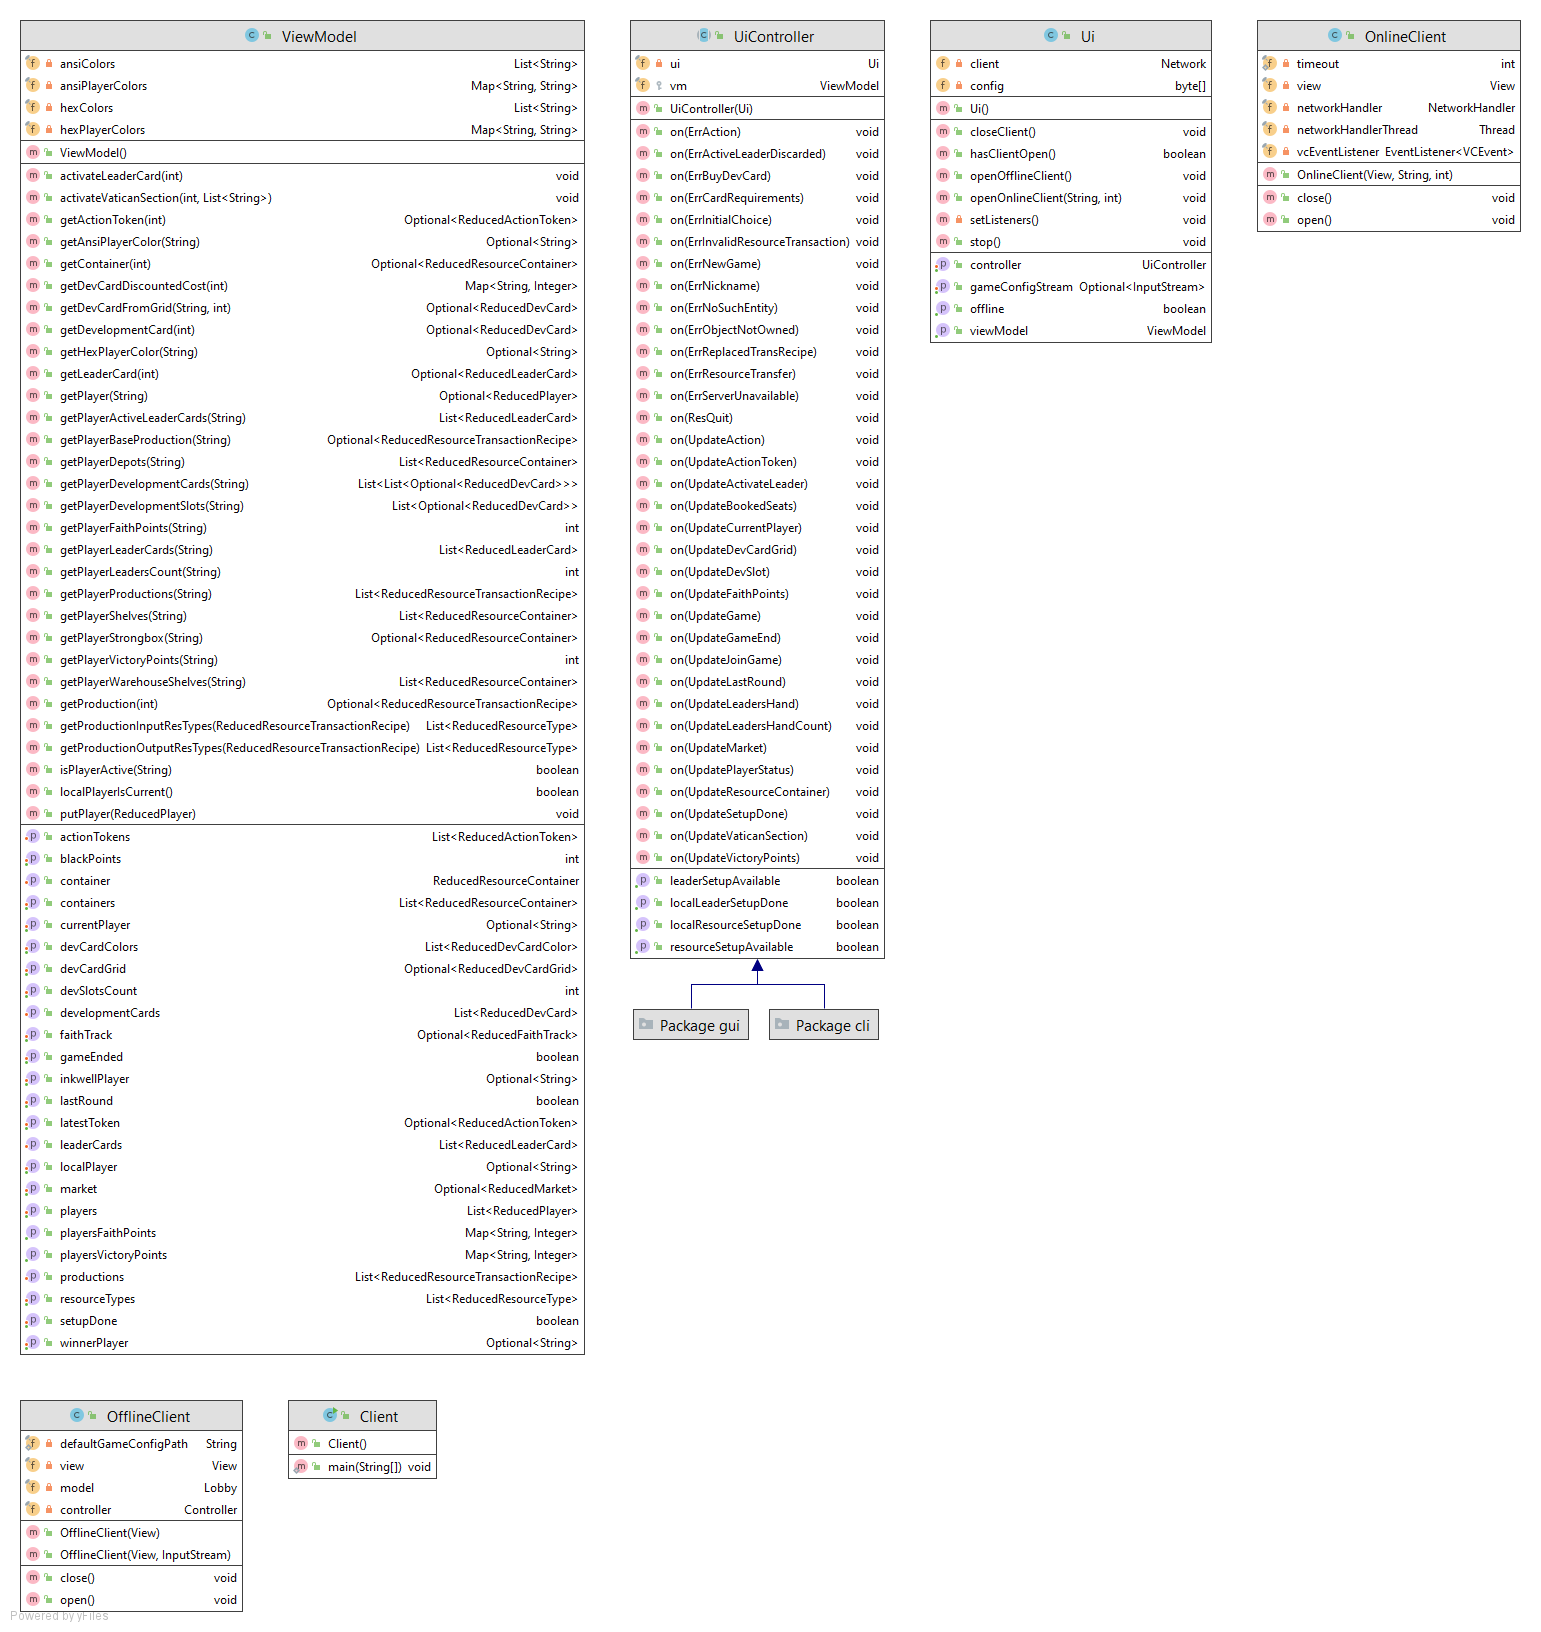 ViewModel
ansiColors List<String>
ansiPlayerColors Map<String, String>
hexColors List<String>
hexPlayerColors Map<String, String>
ViewModel()
activateLeaderCard(int) void
activateVaticanSection(int, List<String>) void
getActionToken(int) Optional<ReducedActionToken>
getAnsiPlayerColor(String) Optional<String>
getContainer(int) Optional<ReducedResourceContainer>
getDevCardDiscountedCost(int) Map<String, Integer>
getDevCardFromGrid(String, int) Optional<ReducedDevCard>
getDevelopmentCard(int) Optional<ReducedDevCard>
getHexPlayerColor(String) Optional<String>
getLeaderCard(int) Optional<ReducedLeaderCard>
getPlayer(String) Optional<ReducedPlayer>
getPlayerActiveLeaderCards(String) List<ReducedLeaderCard>
getPlayerBaseProduction(String) Optional<ReducedResourceTransactionRecipe>
getPlayerDepots(String) List<ReducedResourceContainer>
getPlayerDevelopmentCards(String) List<List<Optional<ReducedDevCard>>>
getPlayerDevelopmentSlots(String) List<Optional<ReducedDevCard>>
getPlayerFaithPoints(String) int
getPlayerLeaderCards(String) List<ReducedLeaderCard>
getPlayerLeadersCount(String) int
getPlayerProductions(String) List<ReducedResourceTransactionRecipe>
getPlayerShelves(String) List<ReducedResourceContainer>
getPlayerStrongbox(String) Optional<ReducedResourceContainer>
getPlayerVictoryPoints(String) int
getPlayerWarehouseShelves(String) List<ReducedResourceContainer>
getProduction(int) Optional<ReducedResourceTransactionRecipe>
getProductionInputResTypes(ReducedResourceTransactionRecipe) List<ReducedResourceType>
getProductionOutputResTypes(ReducedResourceTransactionRecipe) List<ReducedResourceType>
isPlayerActive(String) boolean
localPlayerIsCurrent() boolean
putPlayer(ReducedPlayer) void
actionTokens List<ReducedActionToken>
blackPoints int
container ReducedResourceContainer
containers List<ReducedResourceContainer>
currentPlayer Optional<String>
devCardColors List<ReducedDevCardColor>
devCardGrid Optional<ReducedDevCardGrid>
devSlotsCount int
developmentCards List<ReducedDevCard>
faithTrack Optional<ReducedFaithTrack>
gameEnded boolean
inkwellPlayer Optional<String>
lastRound boolean
latestToken Optional<ReducedActionToken>
leaderCards List<ReducedLeaderCard>
localPlayer Optional<String>
market Optional<ReducedMarket>
players List<ReducedPlayer>
playersFaithPoints Map<String, Integer>
playersVictoryPoints Map<String, Integer>
productions List<ReducedResourceTransactionRecipe>
resourceTypes List<ReducedResourceType>
setupDone boolean
winnerPlayer Optional<String>
UiController
ui Ui
vm ViewModel
UiController(Ui)
on(ErrAction) void
on(ErrActiveLeaderDiscarded) void
on(ErrBuyDevCard) void
on(ErrCardRequirements) void
on(ErrInitialChoice) void
on(ErrInvalidResourceTransaction) void
on(ErrNewGame) void
on(ErrNickname) void
on(ErrNoSuchEntity) void
on(ErrObjectNotOwned) void
on(ErrReplacedTransRecipe) void
on(ErrResourceTransfer) void
on(ErrServerUnavailable) void
on(ResQuit) void
on(UpdateAction) void
on(UpdateActionToken) void
on(UpdateActivateLeader) void
on(UpdateBookedSeats) void
on(UpdateCurrentPlayer) void
on(UpdateDevCardGrid) void
on(UpdateDevSlot) void
on(UpdateFaithPoints) void
on(UpdateGame) void
on(UpdateGameEnd) void
on(UpdateJoinGame) void
on(UpdateLastRound) void
on(UpdateLeadersHand) void
on(UpdateLeadersHandCount) void
on(UpdateMarket) void
on(UpdatePlayerStatus) void
on(UpdateResourceContainer) void
on(UpdateSetupDone) void
on(UpdateVaticanSection) void
on(UpdateVictoryPoints) void
leaderSetupAvailable boolean
localLeaderSetupDone boolean
localResourceSetupDone boolean
resourceSetupAvailable boolean
Package gui
Package cli
Ui
client Network
config byte[]
Ui()
closeClient() void
hasClientOpen() boolean
openOfflineClient() void
openOnlineClient(String, int) void
setListeners() void
stop() void
controller UiController
gameConfigStream Optional<InputStream>
offline boolean
viewModel ViewModel
OnlineClient
timeout int
view View
networkHandler NetworkHandler
networkHandlerThread Thread
vcEventListener EventListener<VCEvent>
OnlineClient(View, String, int)
close() void
open() void
OfflineClient
defaultGameConfigPath String
view View
model Lobby
controller Controller
OfflineClient(View)
OfflineClient(View, InputStream)
close() void
open() void
Client
Client()
main(String[]) void
Powered by yFiles